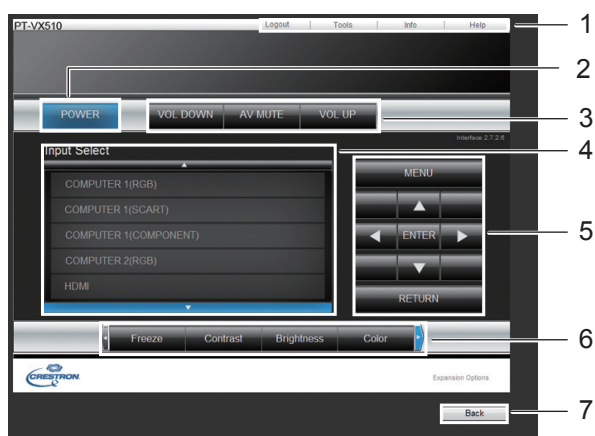 PT-VX510
Logout | Tools | Info | Help
1
2
POWER
VOL DOWN AV MUTE VOL UP
3
Interface 2.7.2.6
Input Select
4
COMPUTER 1(RGB)
COMPUTER 1(SCART)
COMPUTER 1(COMPONENT)
COMPUTER 2(RGB)
HDMI
MENU
ENTER
RETURN
5
Freeze Contrast Brightness Color
6
CRESTRON
Expansion Options
Back
7